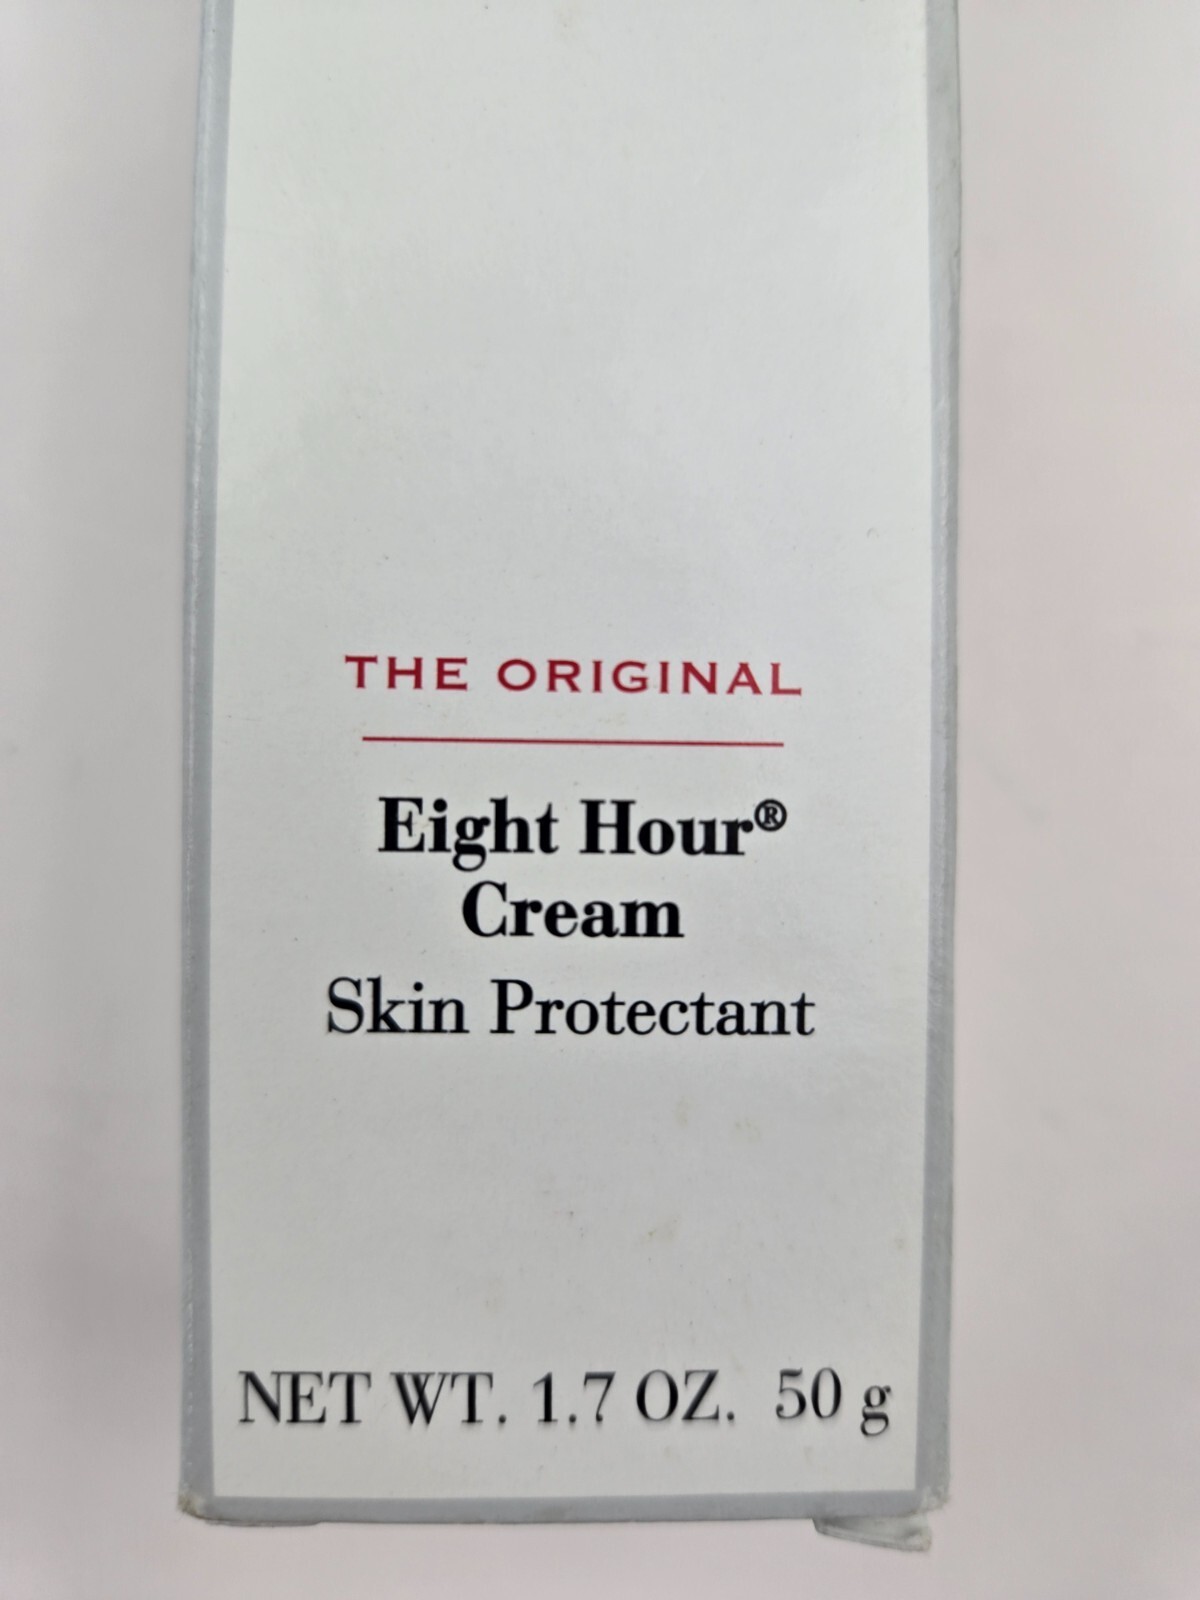 THE ORIGINAL
Eight Hour®
Cream
Skin Protectant
NET WT. 1.7 OZ. 50 g